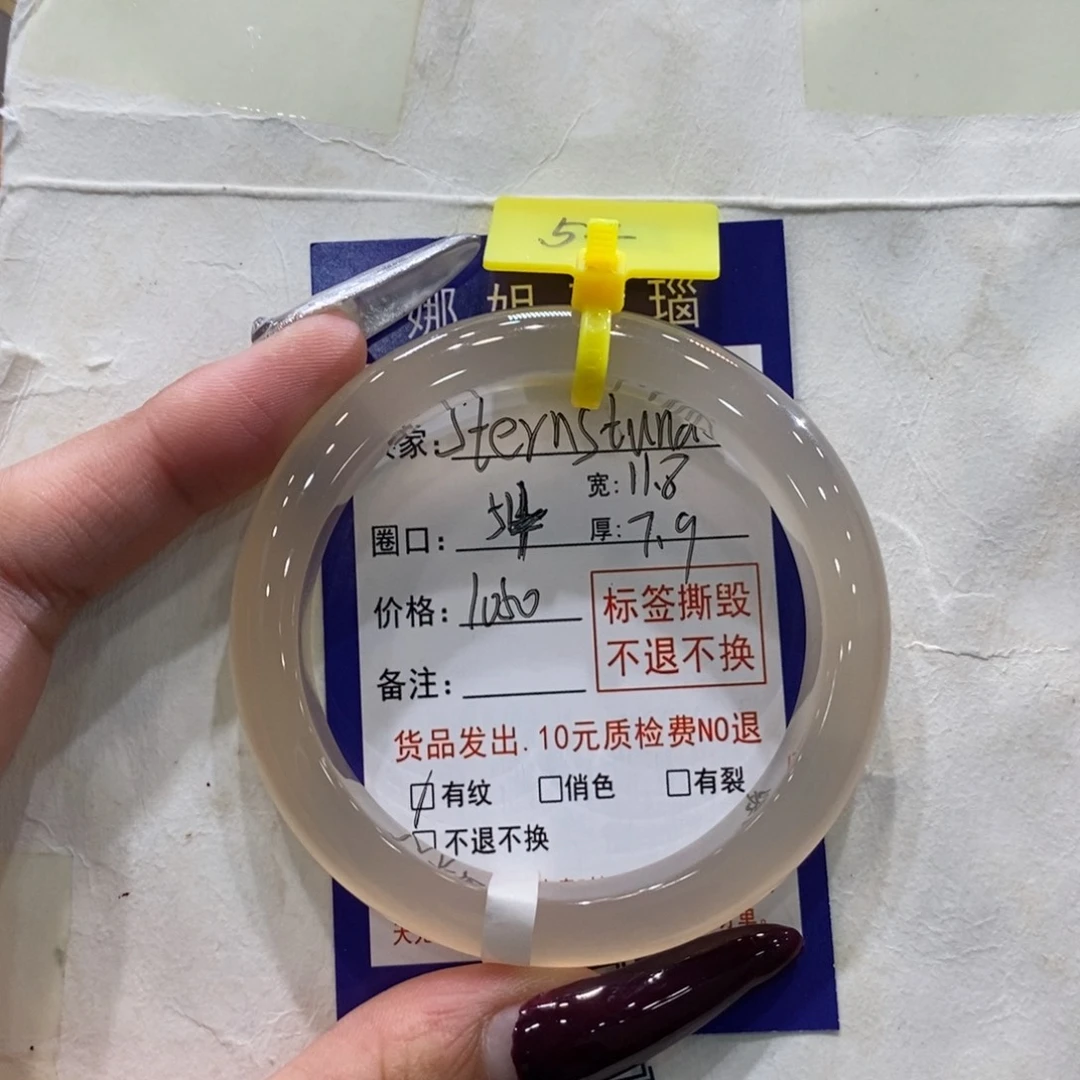 娜妲玛瑙
家:Sternstuna
宽:11.8
圈口: 54 厚:7.9
价格: 1050
标签撕毁
不退不换
备注:
货品发出.10元质检费NO退
有纹 俏色 有裂
不退不换